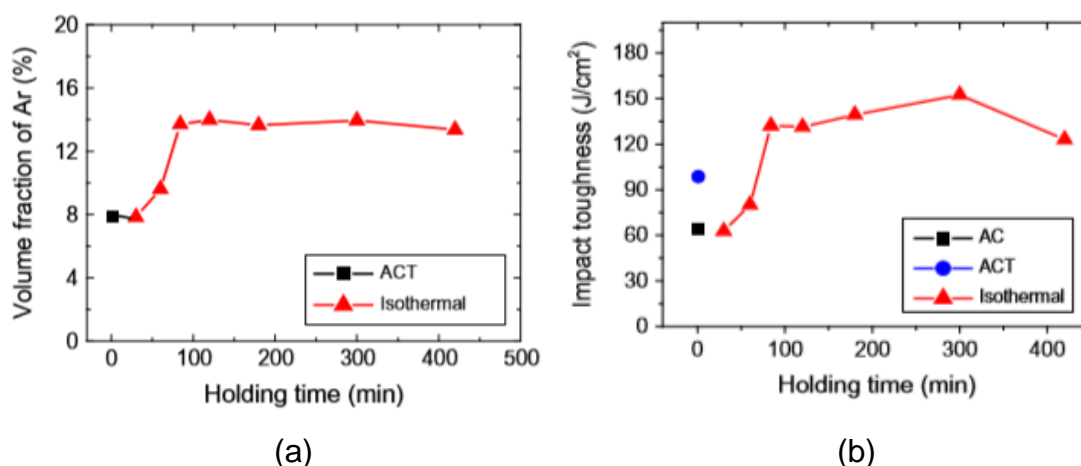 20
16
12
8
4
0
Volume fraction of Ar (%)
ACT
Isothermal
0 100 200 300 400 500
Holding time (min)
(a)
180
150
120
90
60
30
0
Impact toughness (J/cm²)
AC
ACT
Isothermal
0 100 200 300 400
Holding time (min)
(b)